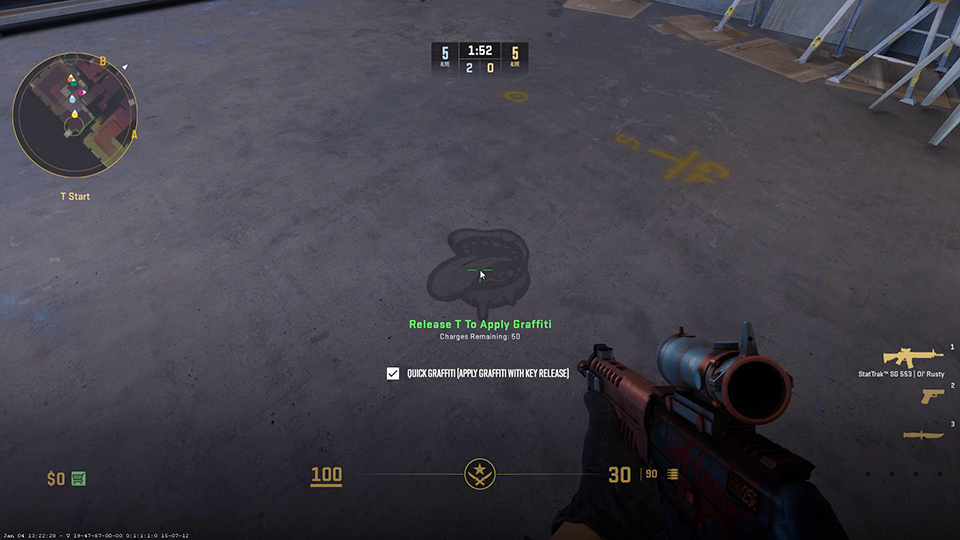 B
A
T Start
5 1:52 5
ALIVE 2 0 ALIVE
Release T To Apply Graffiti
Charges Remaining: 50
QUICK GRAFFITI [APPLY GRAFFITI WITH KEY RELEASE]
1
StatTrak™ SG 553 | Ol' Rusty
2
3
$0
100
30 | 90